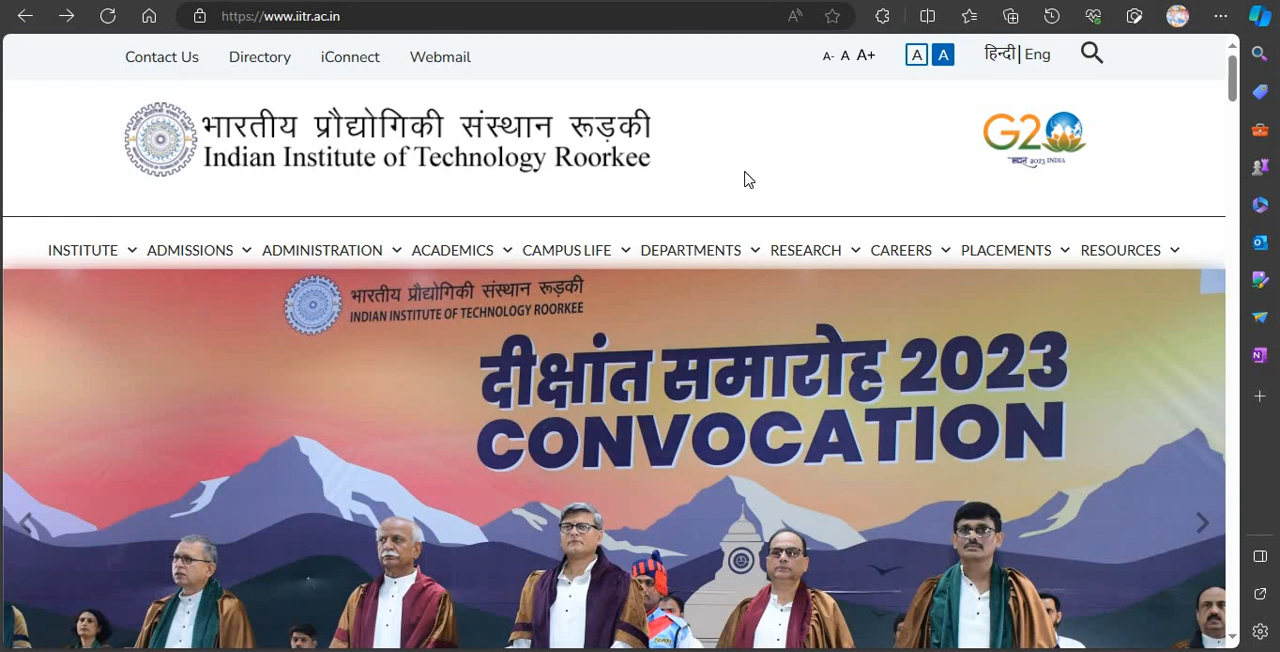 https://www.iitr.ac.in
Contact Us Directory iConnect Webmail
A- A A+ A A हिन्दी| Eng
भारतीय प्रौद्योगिकी संस्थान रूड़की
Indian Institute of Technology Roorkee
G20
2023 INDIA
INSTITUTE ADMISSIONS ADMINISTRATION ACADEMICS CAMPUS LIFE DEPARTMENTS RESEARCH CAREERS PLACEMENTS RESOURCES
भारतीय प्रौद्योगिकी संस्थान रूड़की
INDIAN INSTITUTE OF TECHNOLOGY ROORKEE
दीक्षांत समारोह 2023
CONVOCATION